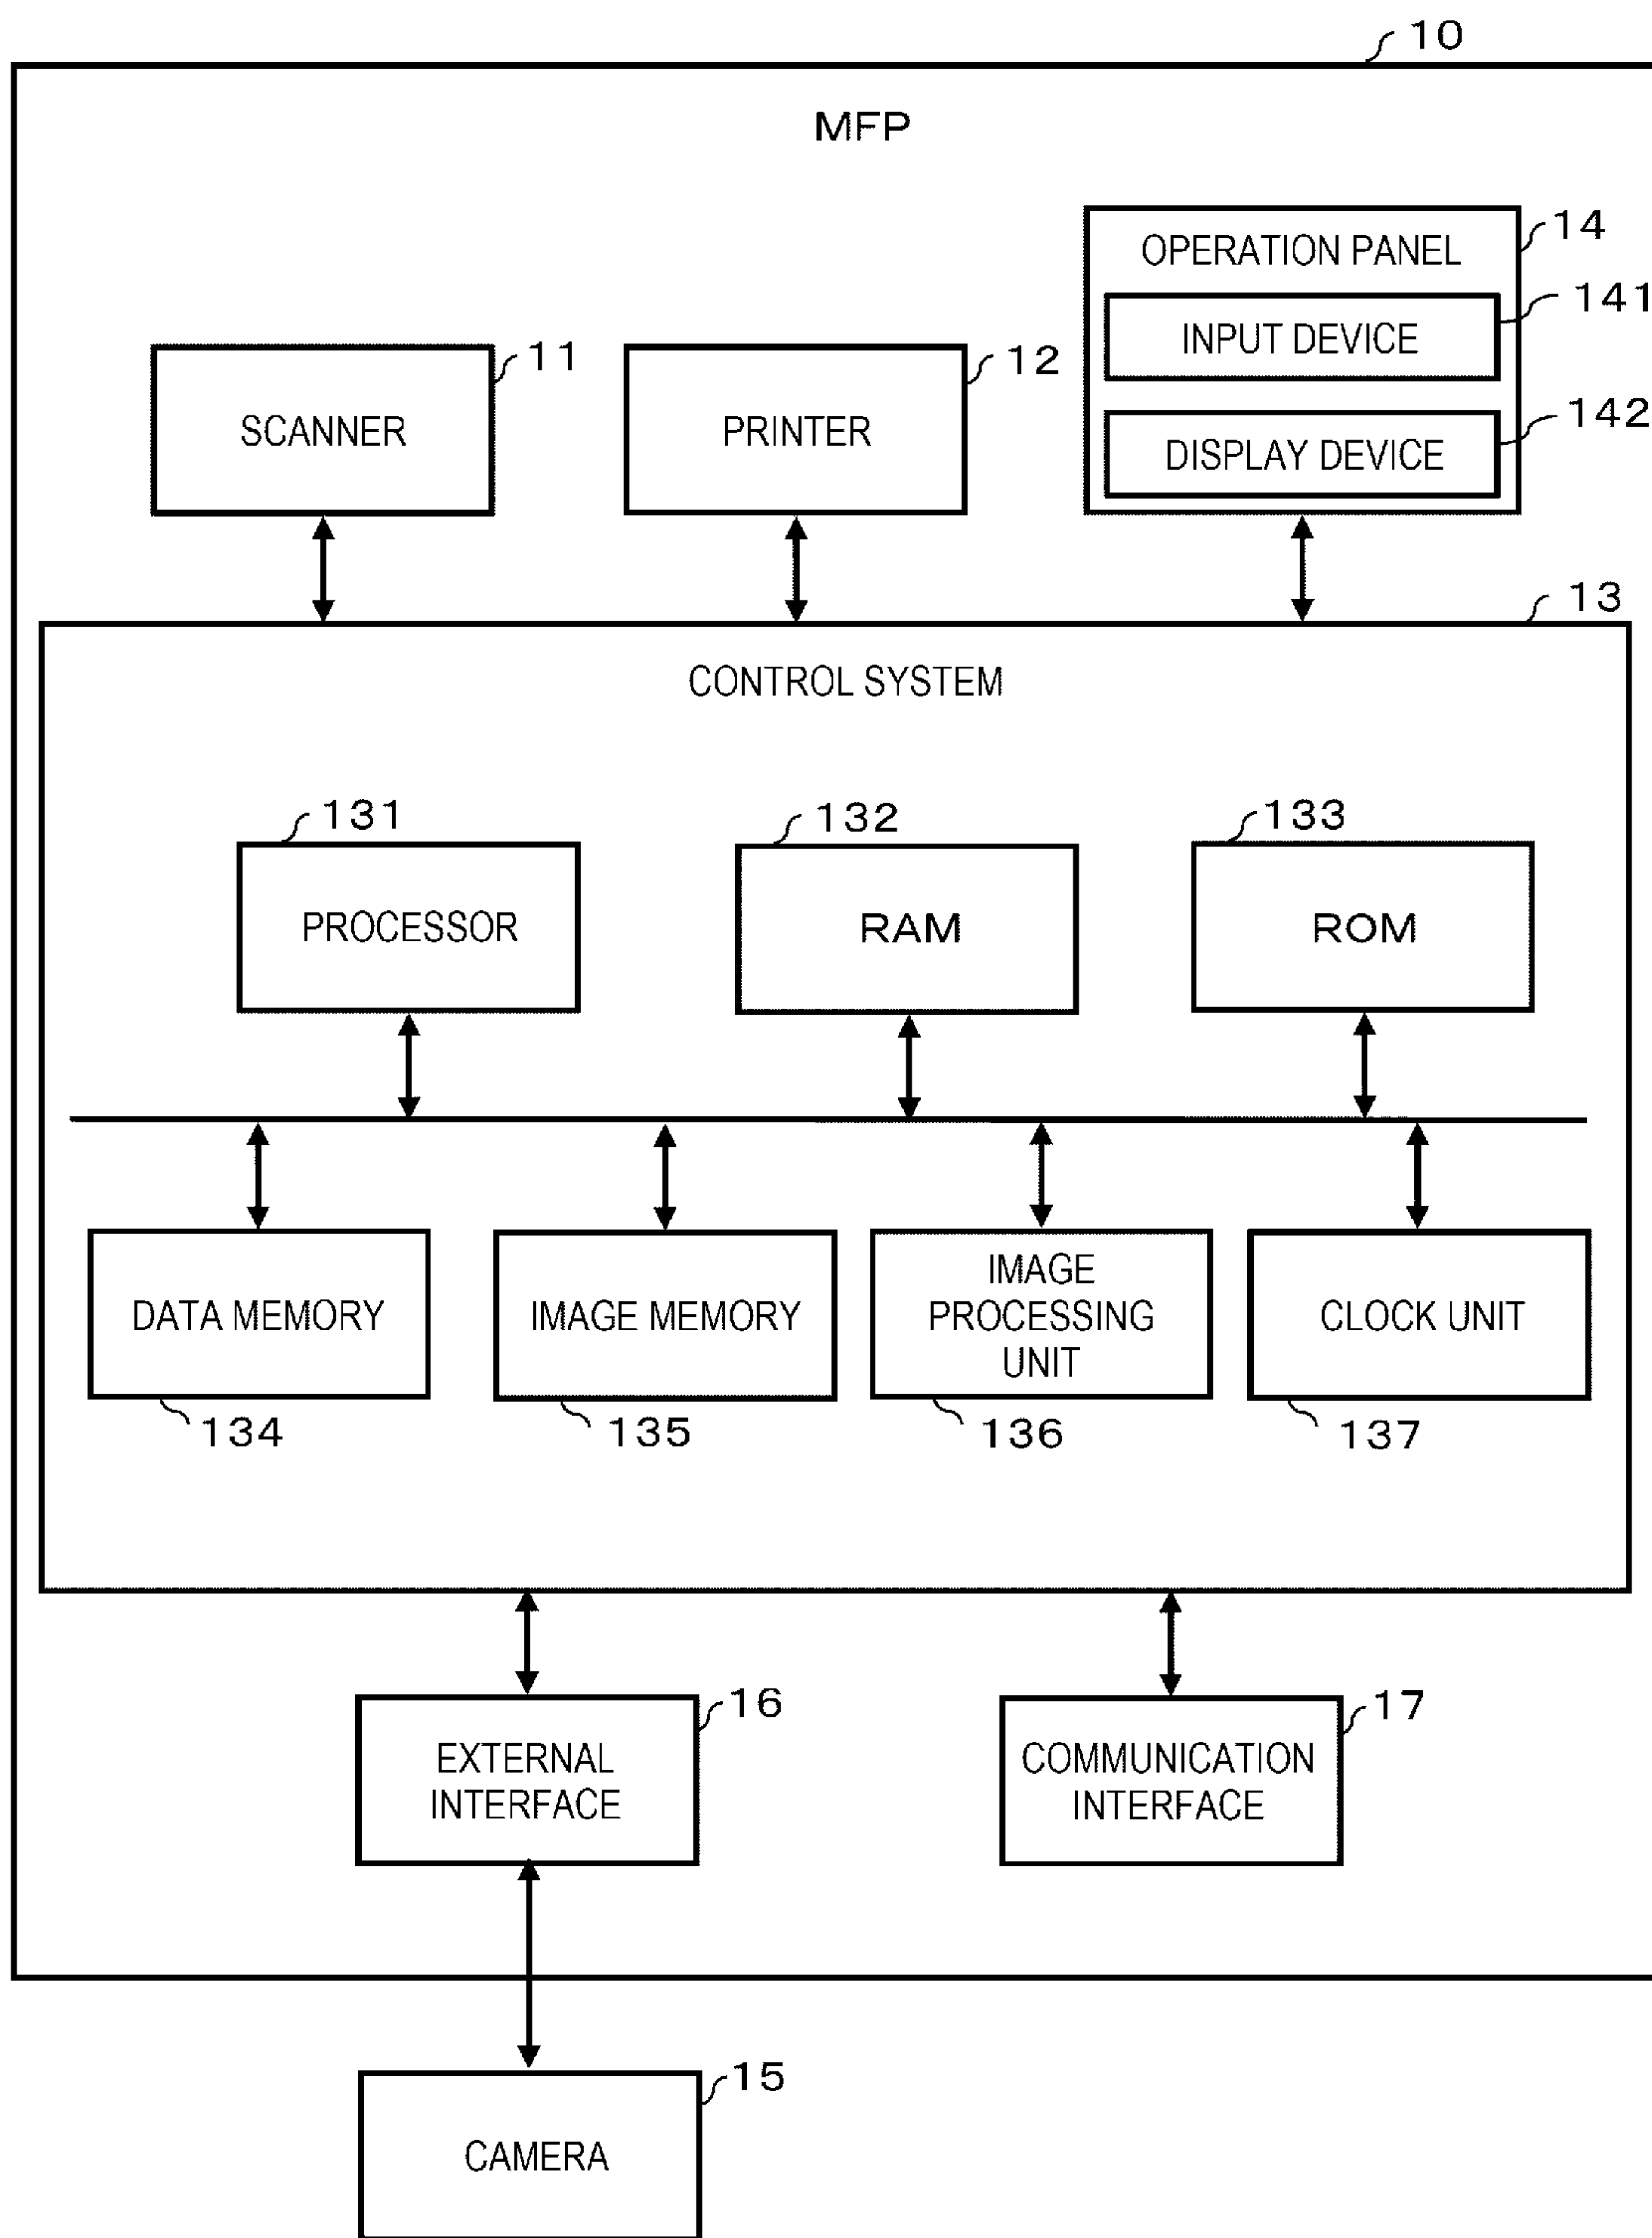 10
MFP
14
OPERATION PANEL
141
INPUT DEVICE
11
12
SCANNER
PRINTER
142
DISPLAY DEVICE
13
CONTROL SYSTEM
131
132
133
PROCESSOR
RAM
ROM
DATA MEMORY
IMAGE MEMORY
IMAGE
PROCESSING
UNIT
CLOCK UNIT
134
135
136
137
16
17
EXTERNAL
INTERFACE
COMMUNICATION
INTERFACE
15
CAMERA